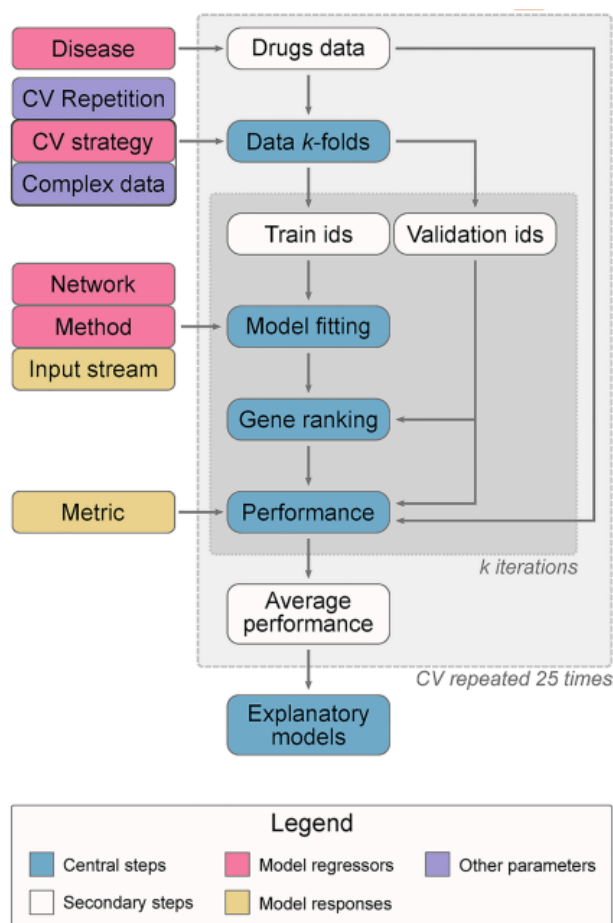 Disease
Drugs data
CV Repetition
CV strategy
Data k-folds
Complex data
Train ids
Validation ids
Network
Method
Model fitting
Input stream
Gene ranking
Metric
Performance
k iterations
Average
performance
CV repeated 25 times
Explanatory
models
Legend
Central steps
Model regressors
Other parameters
Secondary steps
Model responses